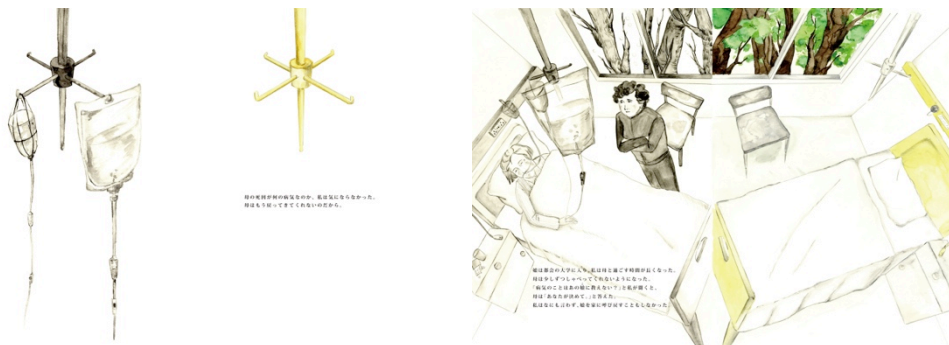 母の死因が何の病気なのか、私は気にならなかった。
母はもう戻ってきてくれないのだから。
娘は都会の大学に入り、私は母と過ごす時間が長くなった。
母は少しずつしゃべってくれないようになった。
「病気のことはあの娘に教えない？」と私が聞くと、
母は「あなたが決めて。」と答えた。
私は父にも言わず、娘を家に呼び戻すこともしなかった。